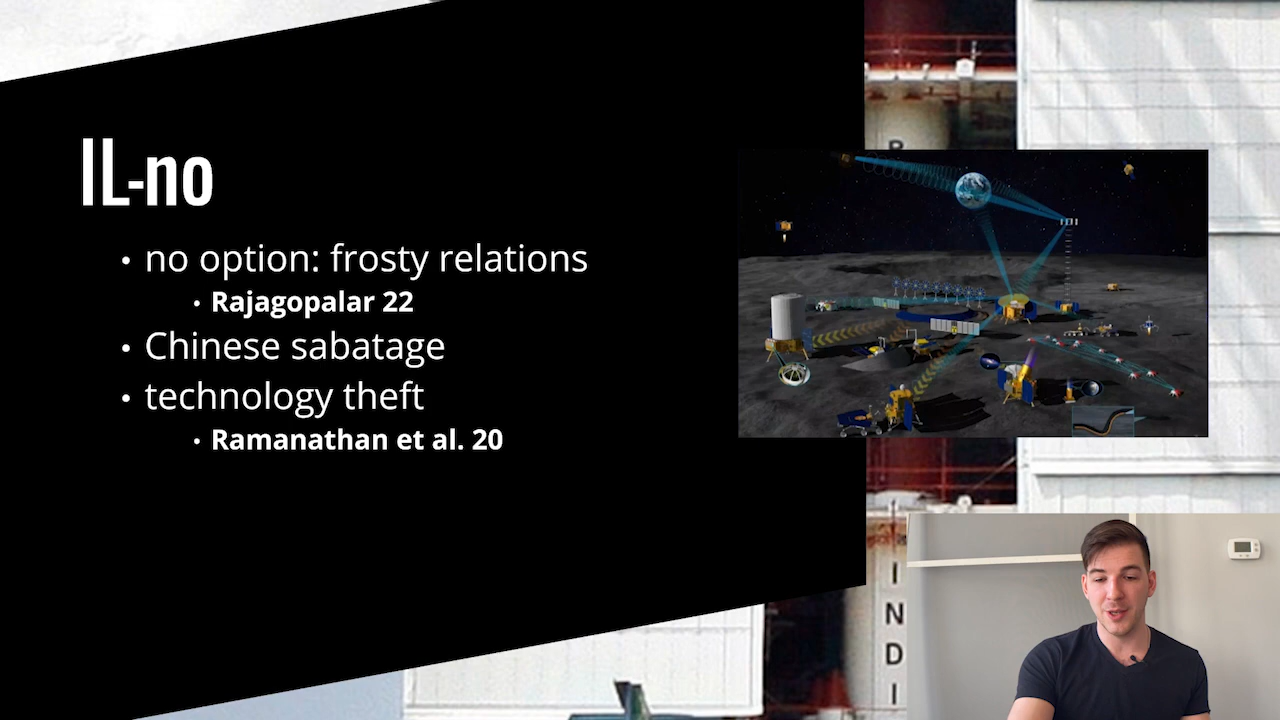 IL-no
• no option: frosty relations
• Rajagopalar 22
• Chinese sabatage
• technology theft
• Ramanathan et al. 20
I
N
D
I